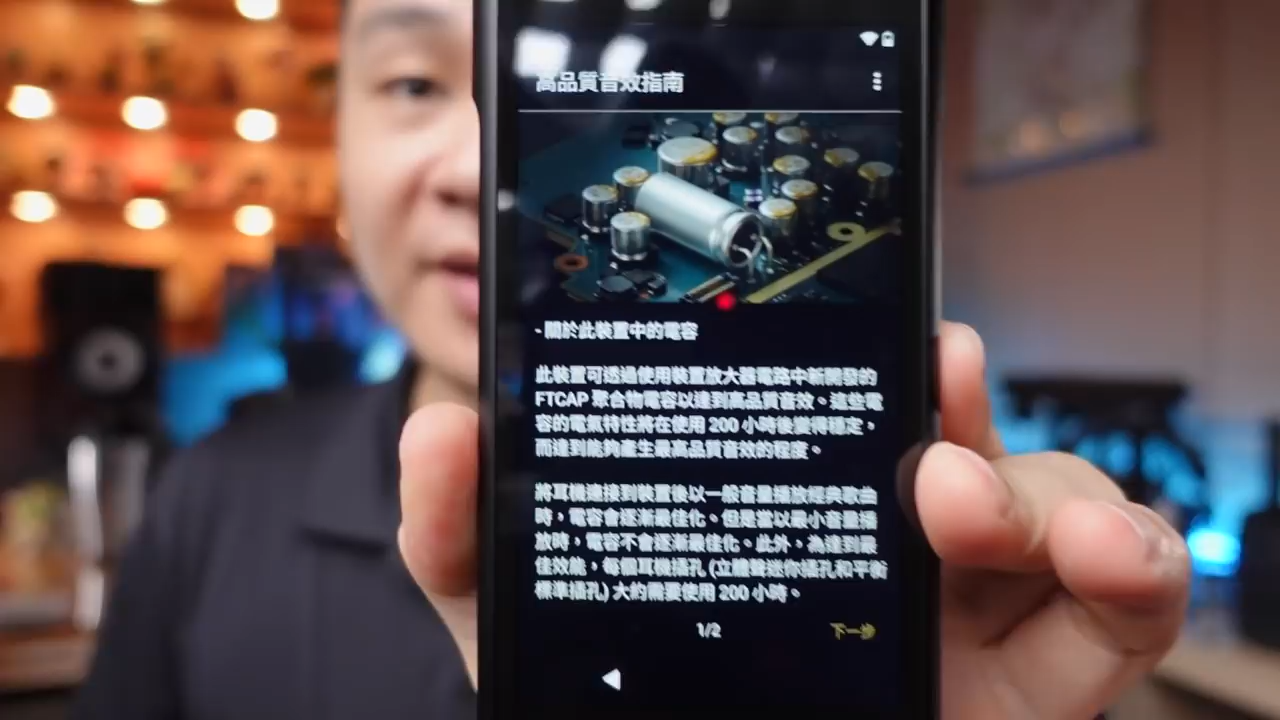 高品質音效指南
- 關於此裝置中的電容
此裝置可透過使用裝置放大器電路中新開發的
FTCAP 聚合物電容以達到高品質音效。這些電
容的電氣特性將在使用 200 小時後變得穩定，
而達到能夠產生最高品質音效的程度。
將耳機連接到裝置後以一般音量播放經典歌曲
時，電容會逐漸最佳化。但是當以最小音量播
放時，電容不會逐漸最佳化。此外，為達到最
佳效能，每個耳機插孔 (立體聲迷你插孔和平衡
標準插孔) 大約需要使用 200 小時。
1/2
下一步